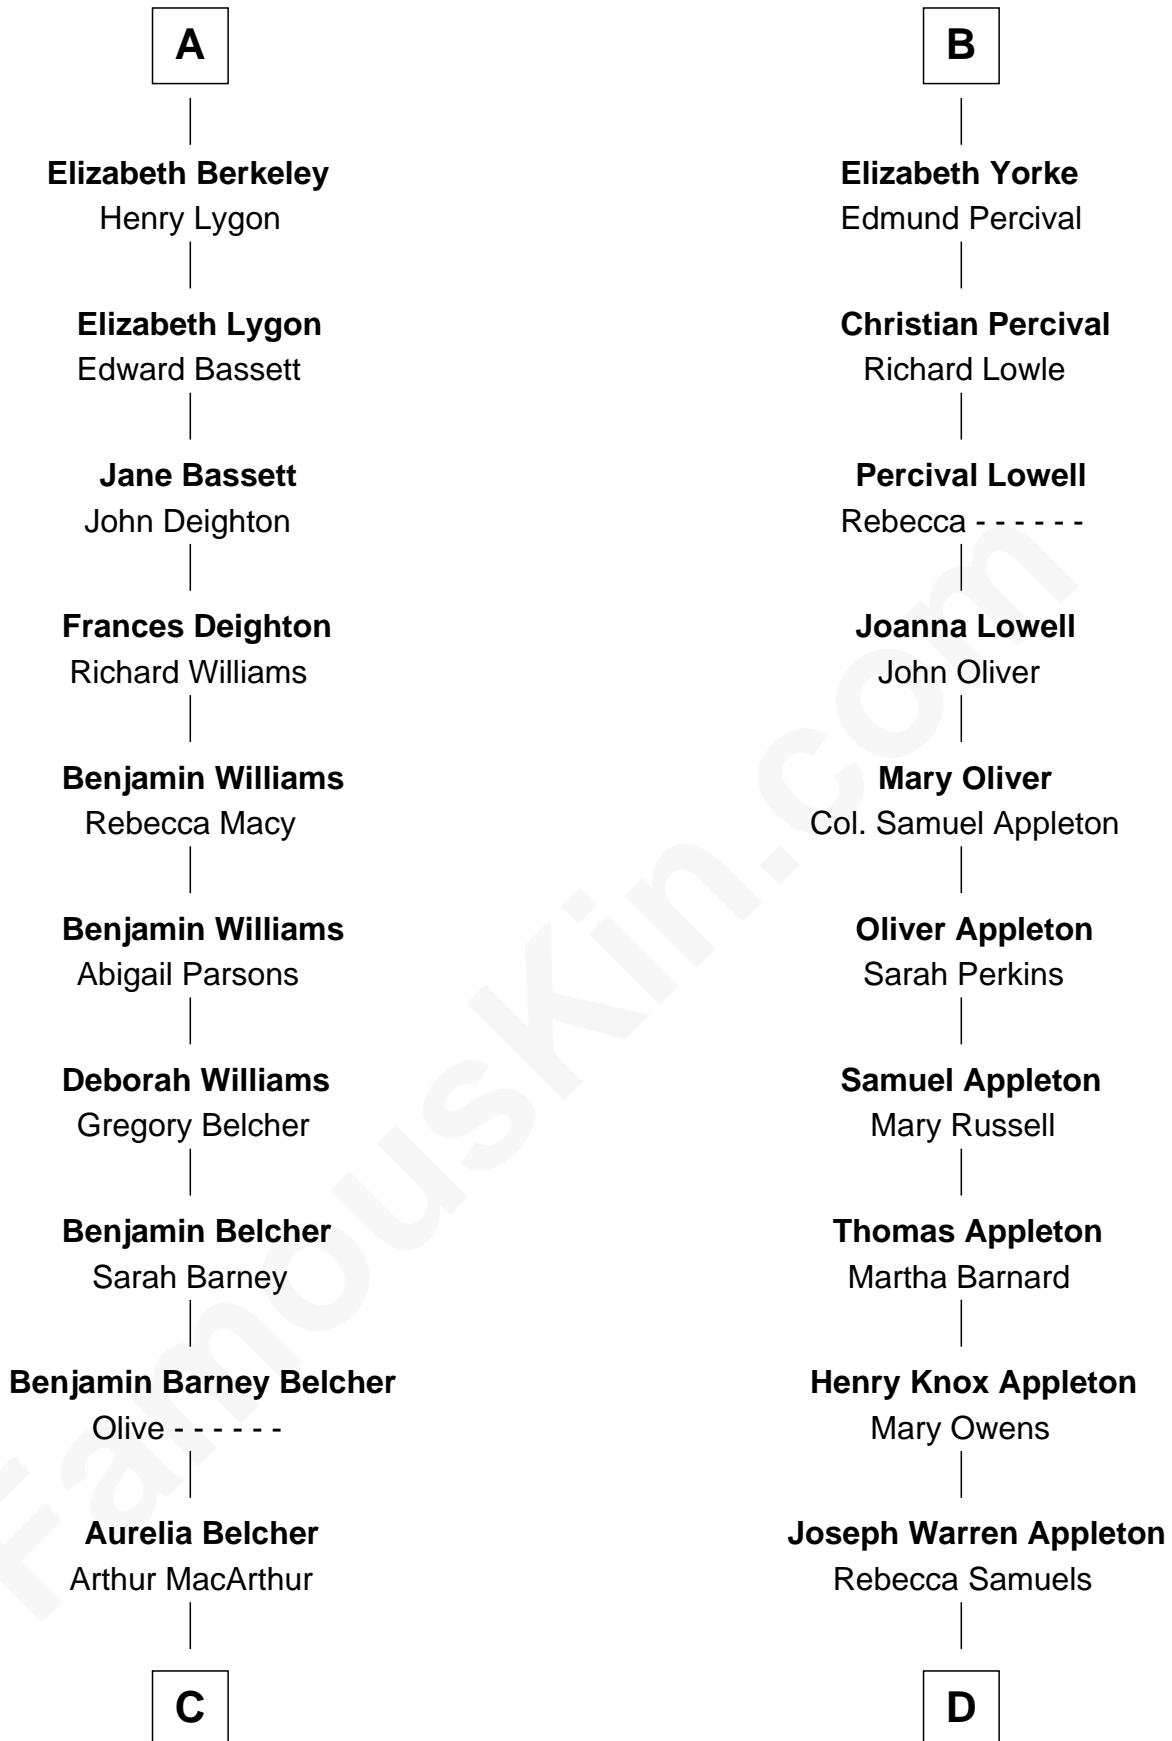 A
Elizabeth Berkeley
Henry Lygon
Elizabeth Lygon
Edward Bassett
Jane Bassett
John Deighton
Frances Deighton
Richard Williams
Benjamin Williams
Rebecca Macy
Benjamin Williams
Abigail Parsons
Deborah Williams
Gregory Belcher
Benjamin Belcher
Sarah Barney
Benjamin Barney Belcher
Olive - - - - - -
Aurelia Belcher
Arthur MacArthur
C
B
Elizabeth Yorke
Edmund Percival
Christian Percival
Richard Lowle
Percival Lowell
Rebecca - - - - - -
Joanna Lowell
John Oliver
Mary Oliver
Col. Samuel Appleton
Oliver Appleton
Sarah Perkins
Samuel Appleton
Mary Russell
Thomas Appleton
Martha Barnard
Henry Knox Appleton
Mary Owens
Joseph Warren Appleton
Rebecca Samuels
D
FamousKin.com